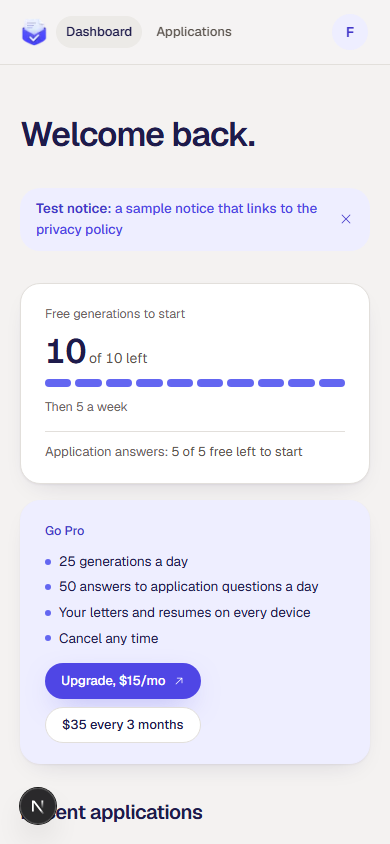 Dashboard Applications F
Welcome back.
Test notice: a sample notice that links to the
privacy policy
Free generations to start
10 of 10 left
Then 5 a week
Application answers: 5 of 5 free left to start
Go Pro
25 generations a day
50 answers to application questions a day
Your letters and resumes on every device
Cancel any time
Upgrade, $15/mo
$35 every 3 months
N
ent applications